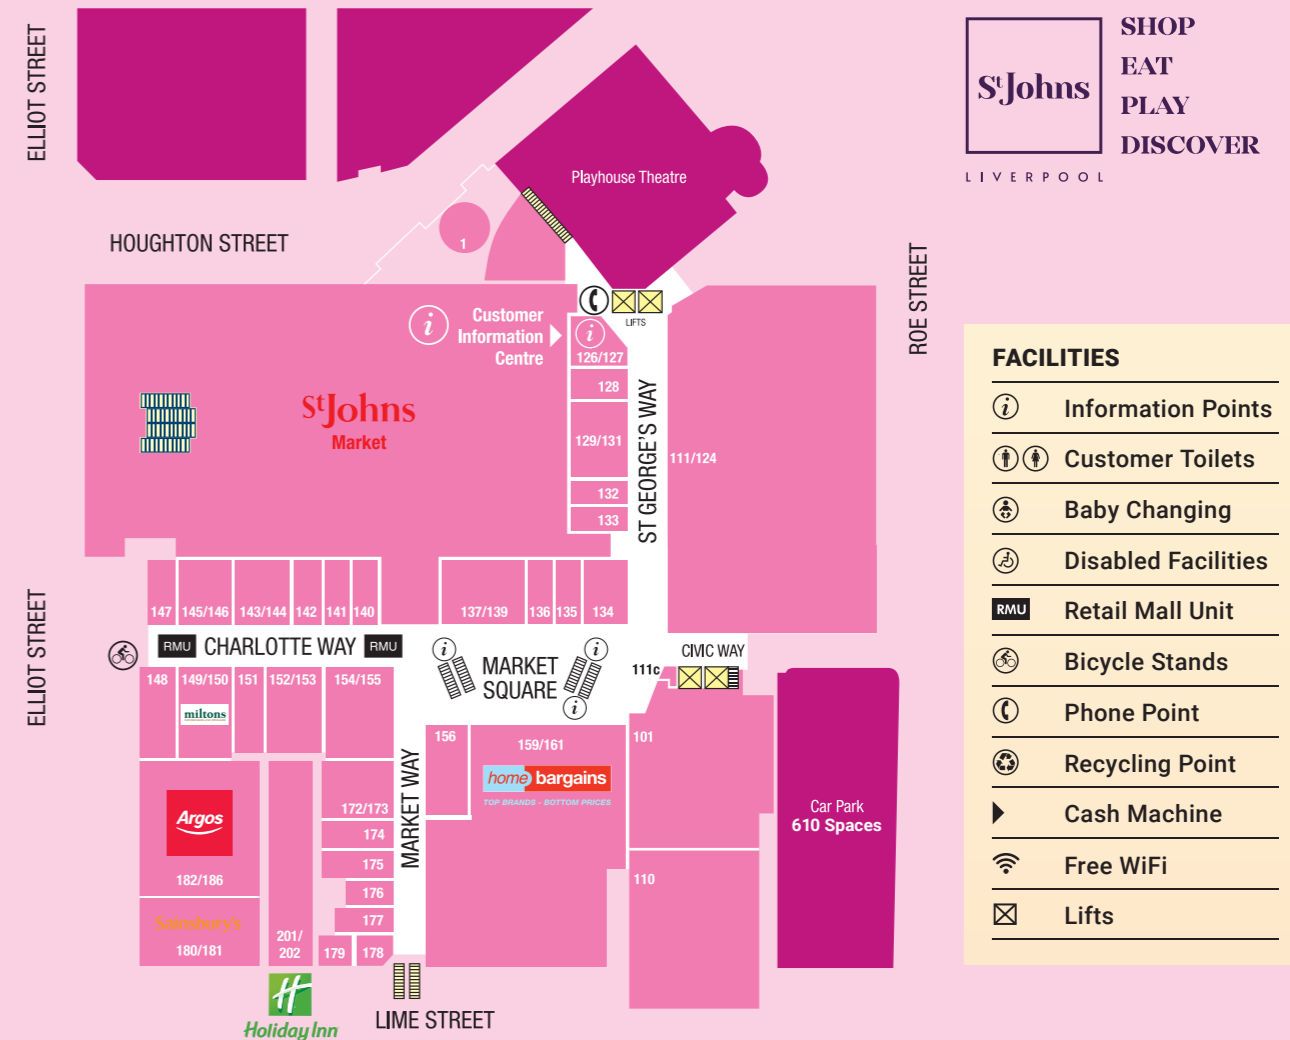 ELLIOT STREET
HOUGHTON STREET
Playhouse Theatre
1
StJohns
LIVERPOOL
SHOP
EAT
PLAY
DISCOVER
ROE STREET
i
Customer
Information
Centre
LIFTS
i
126/127
128
129/131
132
133
ST GEORGE'S WAY
111/124
StJohns
Market
147
145/146
143/144
142
141
140
137/139
136
135
134
RMU
CHARLOTTE WAY
RMU
ELLIOT STREET
i
MARKET
SQUARE
i
i
CIVIC WAY
111c
148
149/150
miltons
151
152/153
154/155
MARKET WAY
156
159/161
home bargains
TOP BRANDS - BOTTOM PRICES
101
110
Car Park
610 Spaces
Argos
182/186
Sainsbury's
180/181
201/
202
172/173
174
175
176
177
179
178
H
Holiday Inn
LIME STREET
FACILITIES
i Information Points
Customer Toilets
Baby Changing
Disabled Facilities
RMU Retail Mall Unit
Bicycle Stands
Phone Point
Recycling Point
Cash Machine
Free WiFi
Lifts